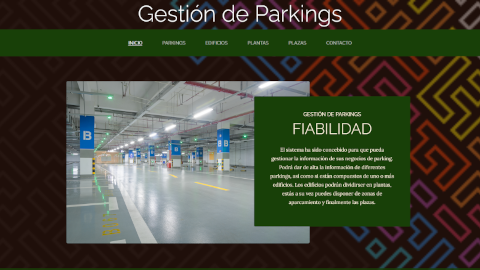 Gestión de Parkings
INICIO PARKINGS EDIFICIOS PLANTAS PLAZAS CONTACTO
GESTIÓN DE PARKINGS
FIABILIDAD
El sistema ha sido concebido para que pueda
gestionar la información de sus negocios de parking.
Podrá dar de alta la información de diferentes
parkings, así como si están compuestos de uno o más
edificios. Los edificios podrán dividirse en plantas,
estás a su vez puedes disponer de zonas de
aparcamiento y finalmente las plazas.
B
B
B